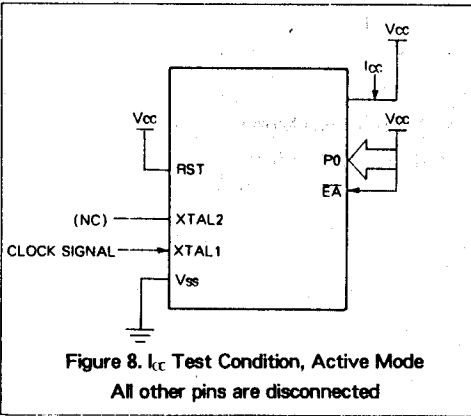 Vcc
Icc
Vcc
Vcc
RST
P0
EA
(NC)
XTAL2
CLOCK SIGNAL
XTAL1
Vss
Figure 8. Icc Test Condition, Active Mode
All other pins are disconnected